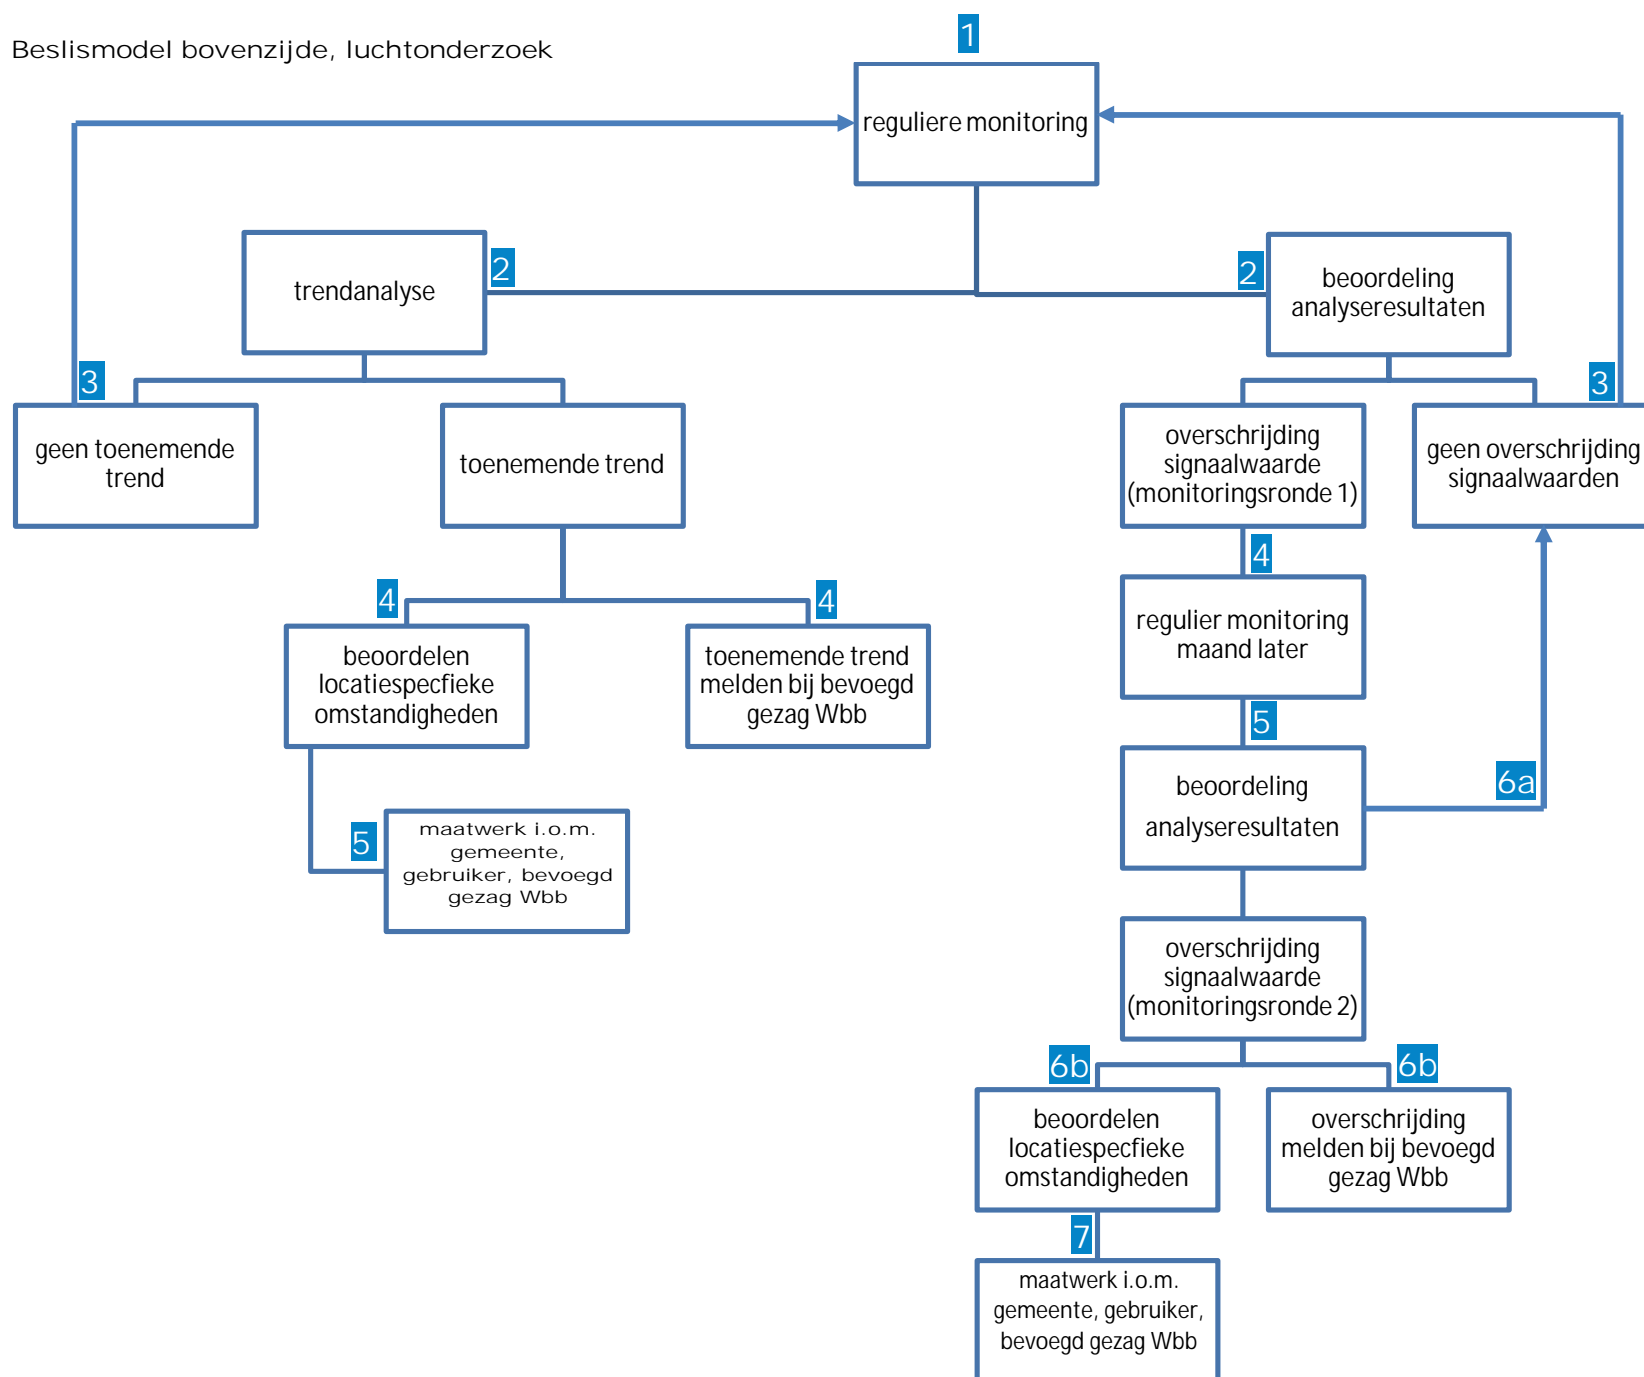 1
Beslismodel bovenzijde, luchtonderzoek
reguliere monitoring
2
trendanalyse
2
beoordeling
analyseresultaten
3
geen toenemende
trend
toenemende trend
overschrijding
signaalwaarde
(monitoringsronde 1)
3
geen overschrijding
signaalwaarden
4
regulier monitoring
maand later
4
beoordelen
locatiespecfieke
omstandigheden
4
toenemende trend
melden bij bevoegd
gezag Wbb
5
beoordeling
analyseresultaten
6a
5
maatwerk i.o.m.
gemeente,
gebruiker, bevoegd
gezag Wbb
overschrijding
signaalwaarde
(monitoringsronde 2)
6b
beoordelen
locatiespecfieke
omstandigheden
6b
overschrijding
melden bij bevoegd
gezag Wbb
7
maatwerk i.o.m.
gemeente, gebruiker,
bevoegd gezag Wbb